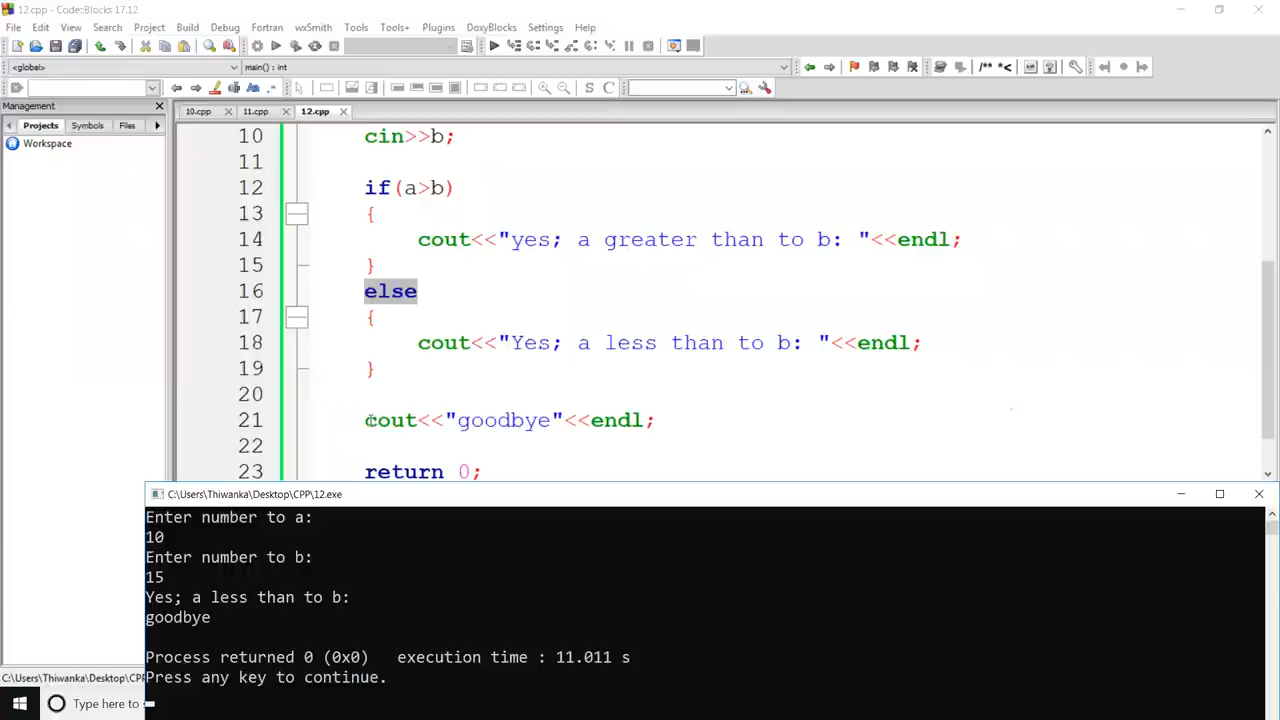 12.cpp - Code::Blocks 17.12
File Edit View Search Project Build Debug Fortran wxSmith Tools Tools+ Plugins DoxyBlocks Settings Help
<global> main() : int
/** *<
S C
Management
10.cpp 11.cpp 12.cpp
Projects Symbols Files
Workspace
10 cin>>b;
11
12 if(a>b)
13 {
14 cout<<"yes; a greater than to b: "<<endl;
15 }
16 else
17 {
18 cout<<"Yes; a less than to b: "<<endl;
19 }
20
21 cout<<"goodbye"<<endl;
22
23 return 0;
C:\Users\Thiwanka\Desktop\CPP\12.exe
Enter number to a:
10
Enter number to b:
15
Yes; a less than to b:
goodbye
Process returned 0 (0x0) execution time : 11.011 s
Press any key to continue.
C:\Users\Thiwanka\Desktop\CPP
Type here to